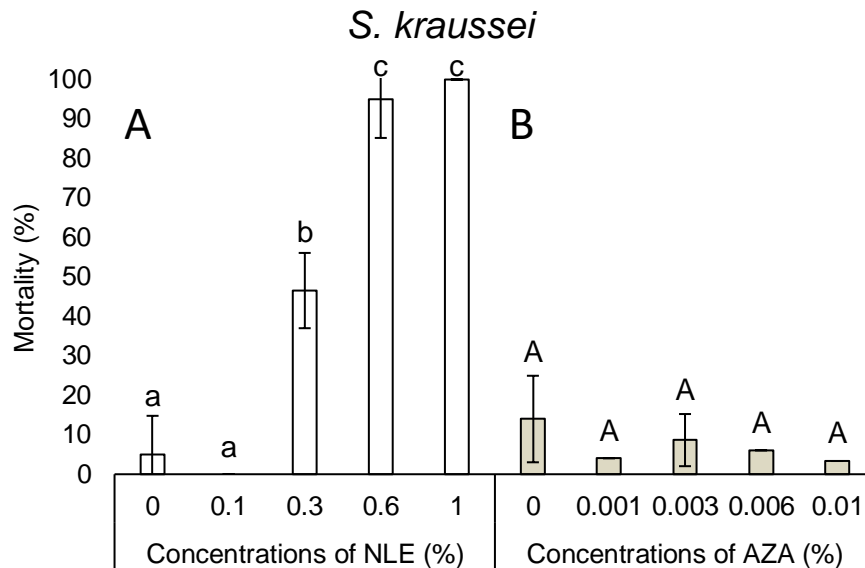 S. kraussei
A
B
Mortality (%)
100
90
80
70
60
50
40
30
20
10
0
a
a
b
c
c
A
A
A
A
A
0 0.1 0.3 0.6 1 0 0.001 0.003 0.006 0.01
Concentrations of NLE (%) Concentrations of AZA (%)